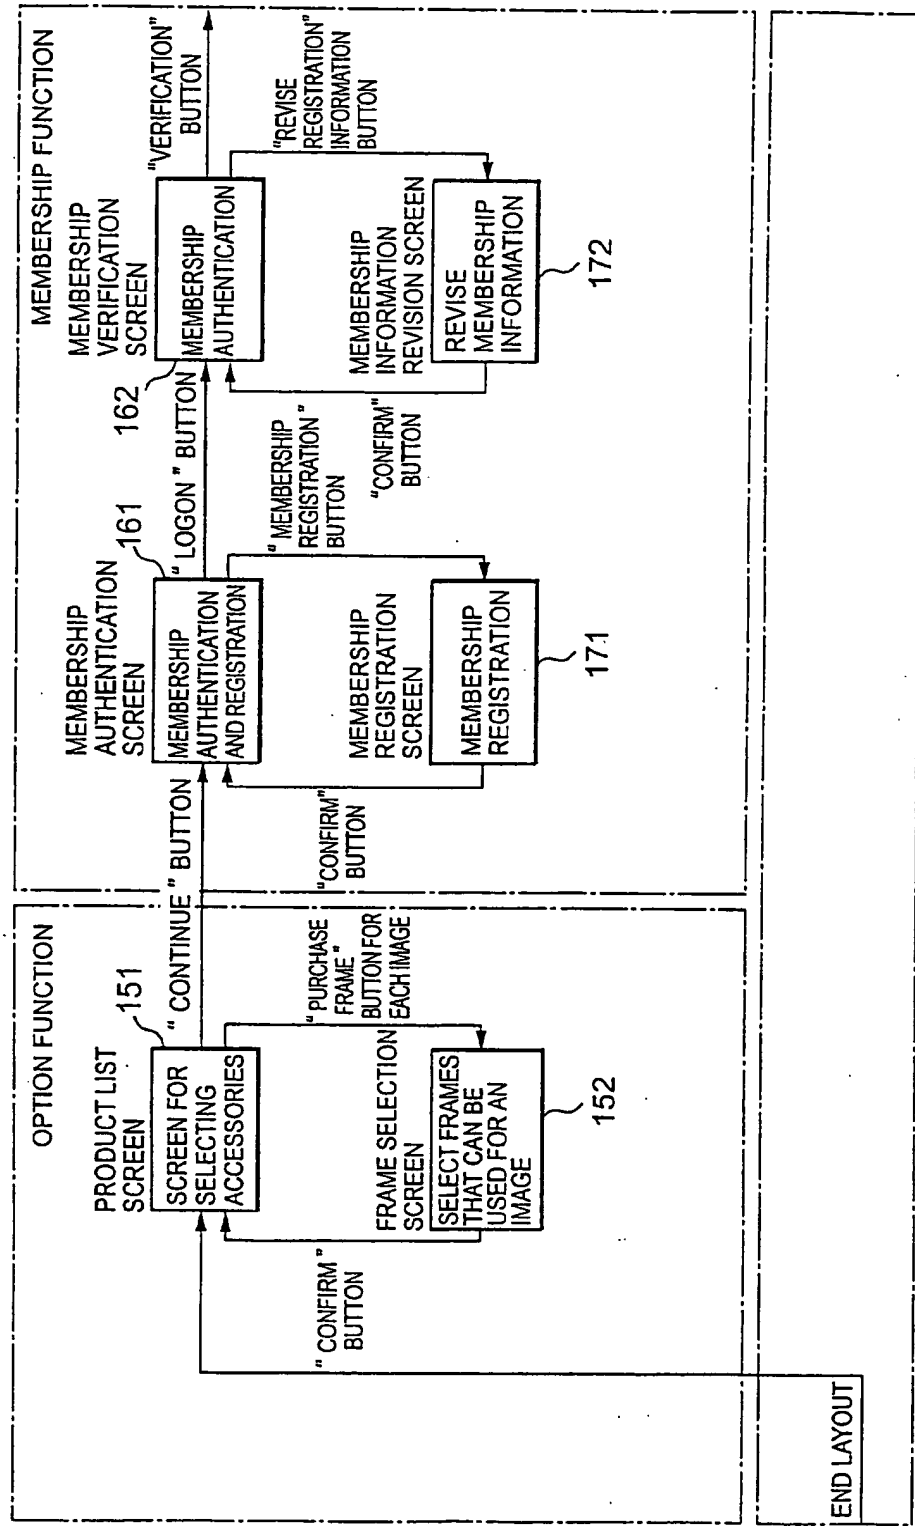 OPTION FUNCTION
PRODUCT LIST
SCREEN
151
SCREEN FOR
SELECTING
ACCESSORIES
"CONTINUE" BUTTON
"CONFIRM"
BUTTON
"PURCHASE
FRAME"
BUTTON FOR
EACH IMAGE
FRAME SELECTION
SCREEN
SELECT FRAMES
THAT CAN BE
USED FOR AN
IMAGE
152
END LAYOUT
MEMBERSHIP FUNCTION
MEMBERSHIP
AUTHENTICATION
SCREEN
161
MEMBERSHIP
AUTHENTICATION
AND REGISTRATION
"LOGON" BUTTON
"CONFIRM"
BUTTON
"MEMBERSHIP
REGISTRATION"
BUTTON
MEMBERSHIP
REGISTRATION
SCREEN
MEMBERSHIP
REGISTRATION
171
MEMBERSHIP
VERIFICATION
SCREEN
162
MEMBERSHIP
AUTHENTICATION
"VERIFICATION"
BUTTON
"CONFIRM"
BUTTON
"REVISE
REGISTRATION
INFORMATION"
BUTTON
MEMBERSHIP
INFORMATION
REVISION SCREEN
REVISE
MEMBERSHIP
INFORMATION
172